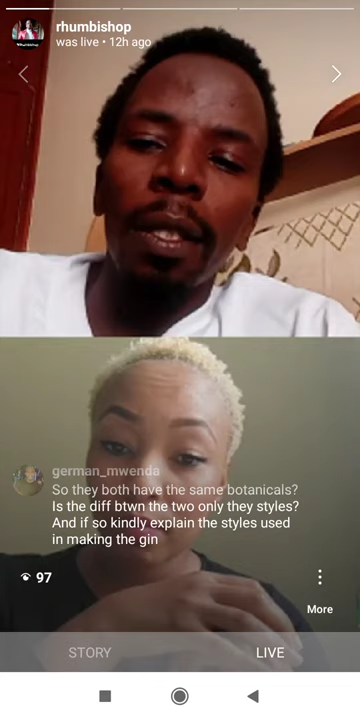 rhumbishop
was live • 12h ago
german_mwenda
So they both have the same botanicals?
Is the diff btwn the two only they styles?
And if so kindly explain the styles used
in making the gin
97
More
STORY
LIVE